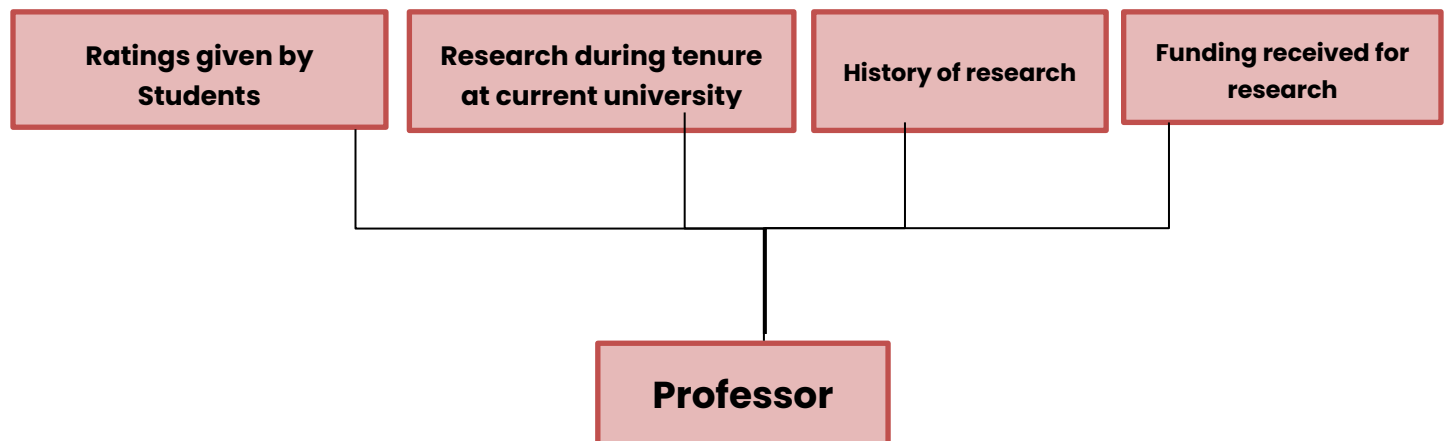 Ratings given by
Students
Research during tenure
at current university
History of research
Funding received for
research
Professor